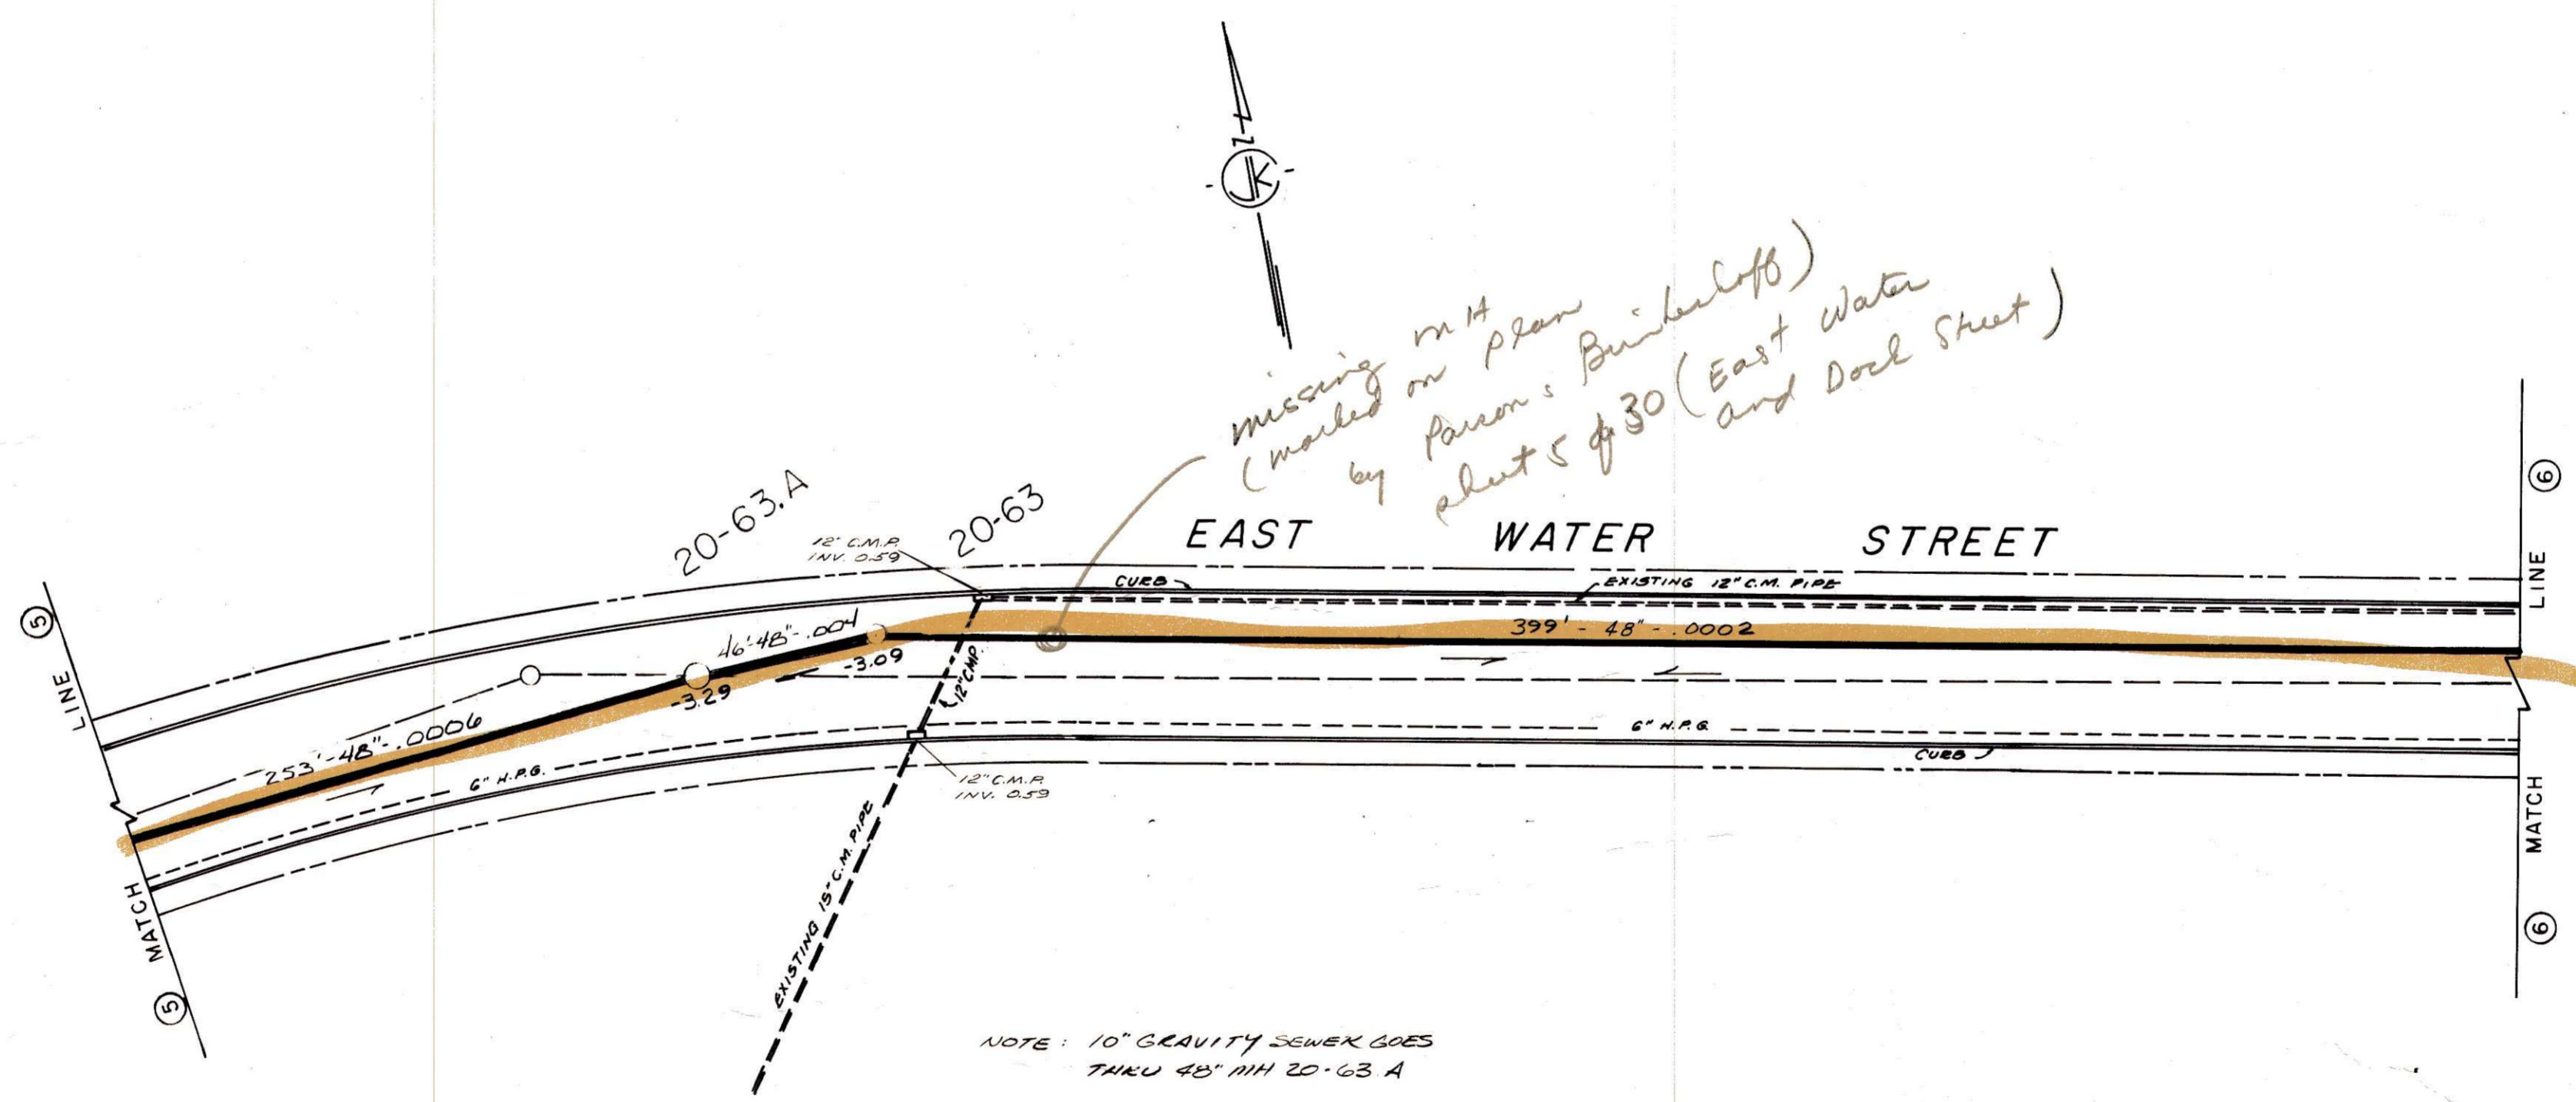 N
JK
missing MH
(marked on plan
by Parsons Brinkerhoff)
sheet 5 of 30 (East Water
and Dock Street)
20-63.A
20-63
12" C.M.P.
INV. 0.59
EAST WATER STREET
CURB
EXISTING 12" C.M. PIPE
46'-48"-.004
399' - 48" - .0002
-3.09
-3.29
12" CMP.
253'-48"-.0006
6" H.P.G.
6" H.P.G.
CURB
12" C.M.P.
INV. 0.59
EXISTING 15" C.M. PIPE
MATCH LINE
5
5
MATCH LINE
6
6
NOTE: 10" GRAVITY SEWER GOES
THRU 48" MH 20-63.A